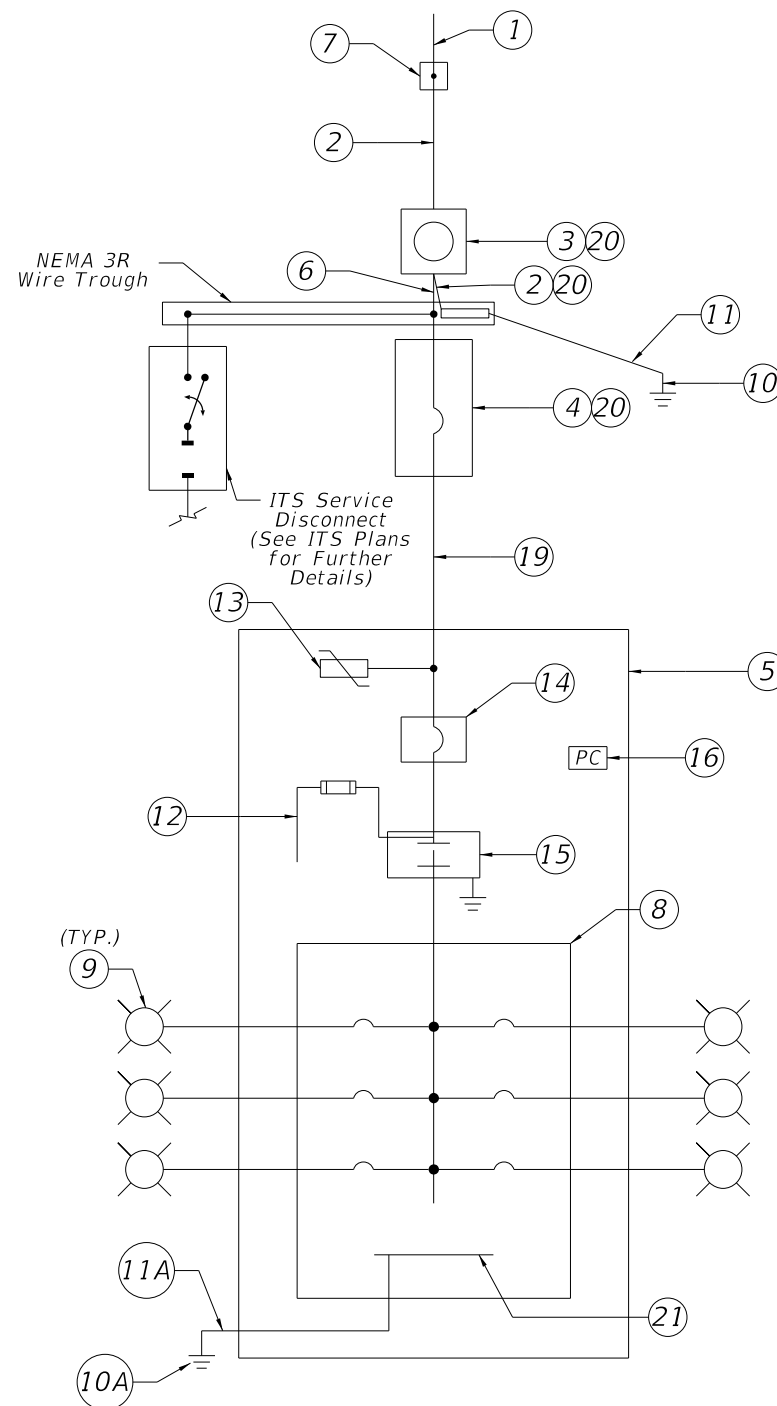 1
7
2
3 20
NEMA 3R
Wire Trough
6
2 20
11
10
4 20
ITS Service
Disconnect
(See ITS Plans
for Further
Details)
19
13
5
14
PC
16
12
15
8
(TYP.)
9
11A
21
10A